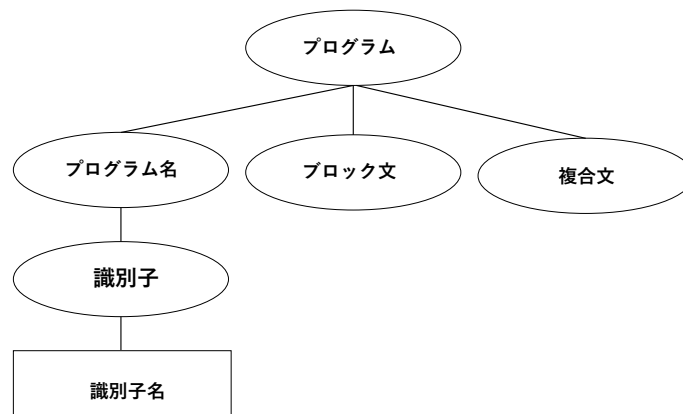 プログラム
プログラム名
ブロック文
複合文
識別子
識別子名